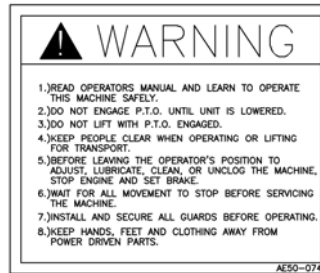 WARNING
1.)READ OPERATORS MANUAL AND LEARN TO OPERATE
THIS MACHINE SAFELY.
2.)DO NOT ENGAGE P.T.O. UNTIL UNIT IS LOWERED.
3.)DO NOT LIFT WITH P.T.O. ENGAGED.
4.)KEEP PEOPLE CLEAR WHEN OPERATING OR LIFTING
FOR TRANSPORT.
5.)BEFORE LEAVING THE OPERATOR'S POSITION TO
ADJUST, LUBRICATE, CLEAN, OR UNCLOG THE MACHINE,
STOP ENGINE AND SET BRAKE.
6.)WAIT FOR ALL MOVEMENT TO STOP BEFORE SERVICING
THE MACHINE.
7.)INSTALL AND SECURE ALL GUARDS BEFORE OPERATING.
8.)KEEP HANDS, FEET AND CLOTHING AWAY FROM
POWER DRIVEN PARTS.
AE50-074